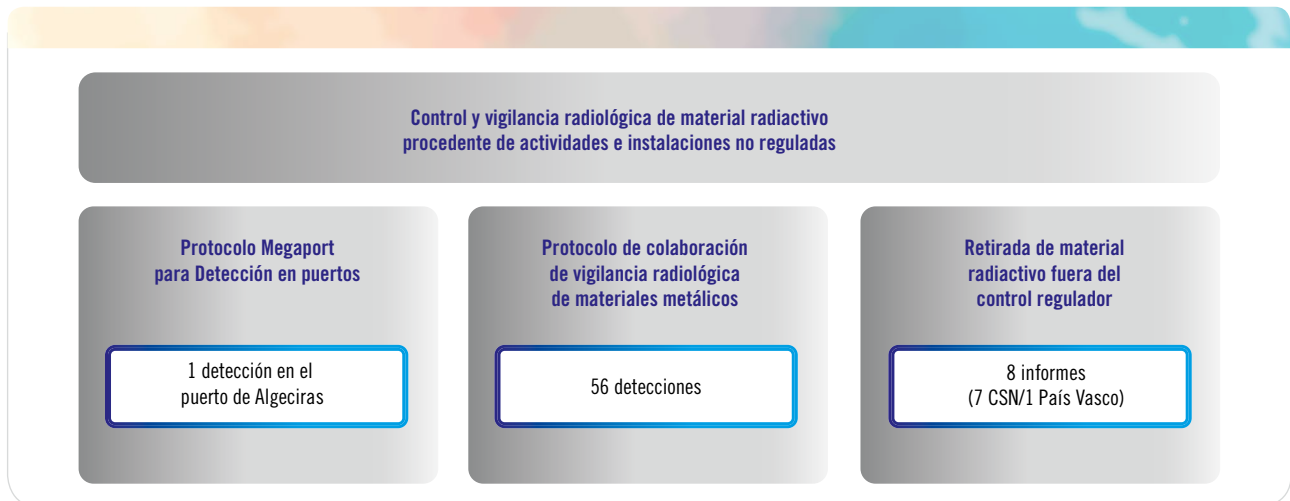 Control y vigilancia radiológica de material radiactivo
procedente de actividades e instalaciones no reguladas
Protocolo Megaport
para Detección en puertos
1 detección en el
puerto de Algeciras
Protocolo de colaboración
de vigilancia radiológica
de materiales metálicos
56 detecciones
Retirada de material
radiactivo fuera del
control regulador
8 informes
(7 CSN/1 País Vasco)